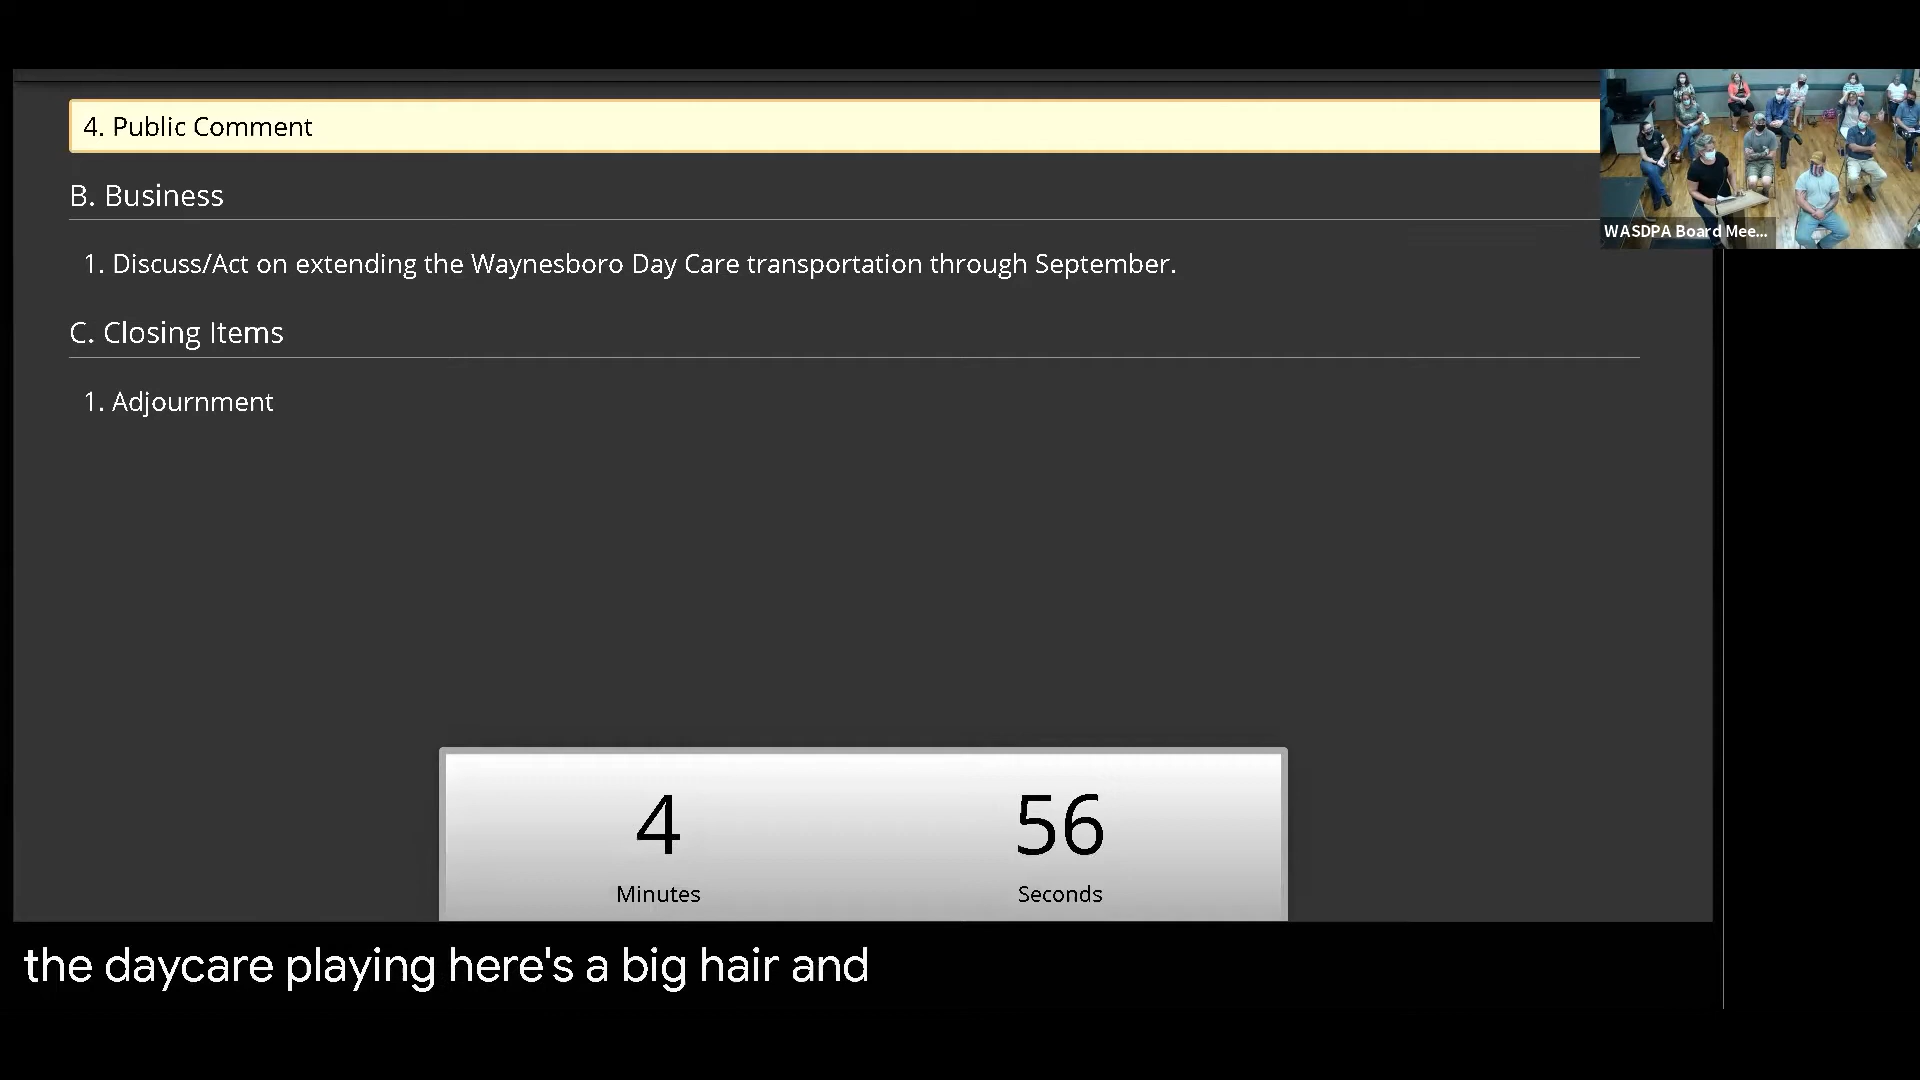 4. Public Comment
B. Business
1. Discuss/Act on extending the Waynesboro Day Care transportation through September.
C. Closing Items
1. Adjournment
4 56
Minutes Seconds
the daycare playing here's a big hair and
WASDPA Board Mee...